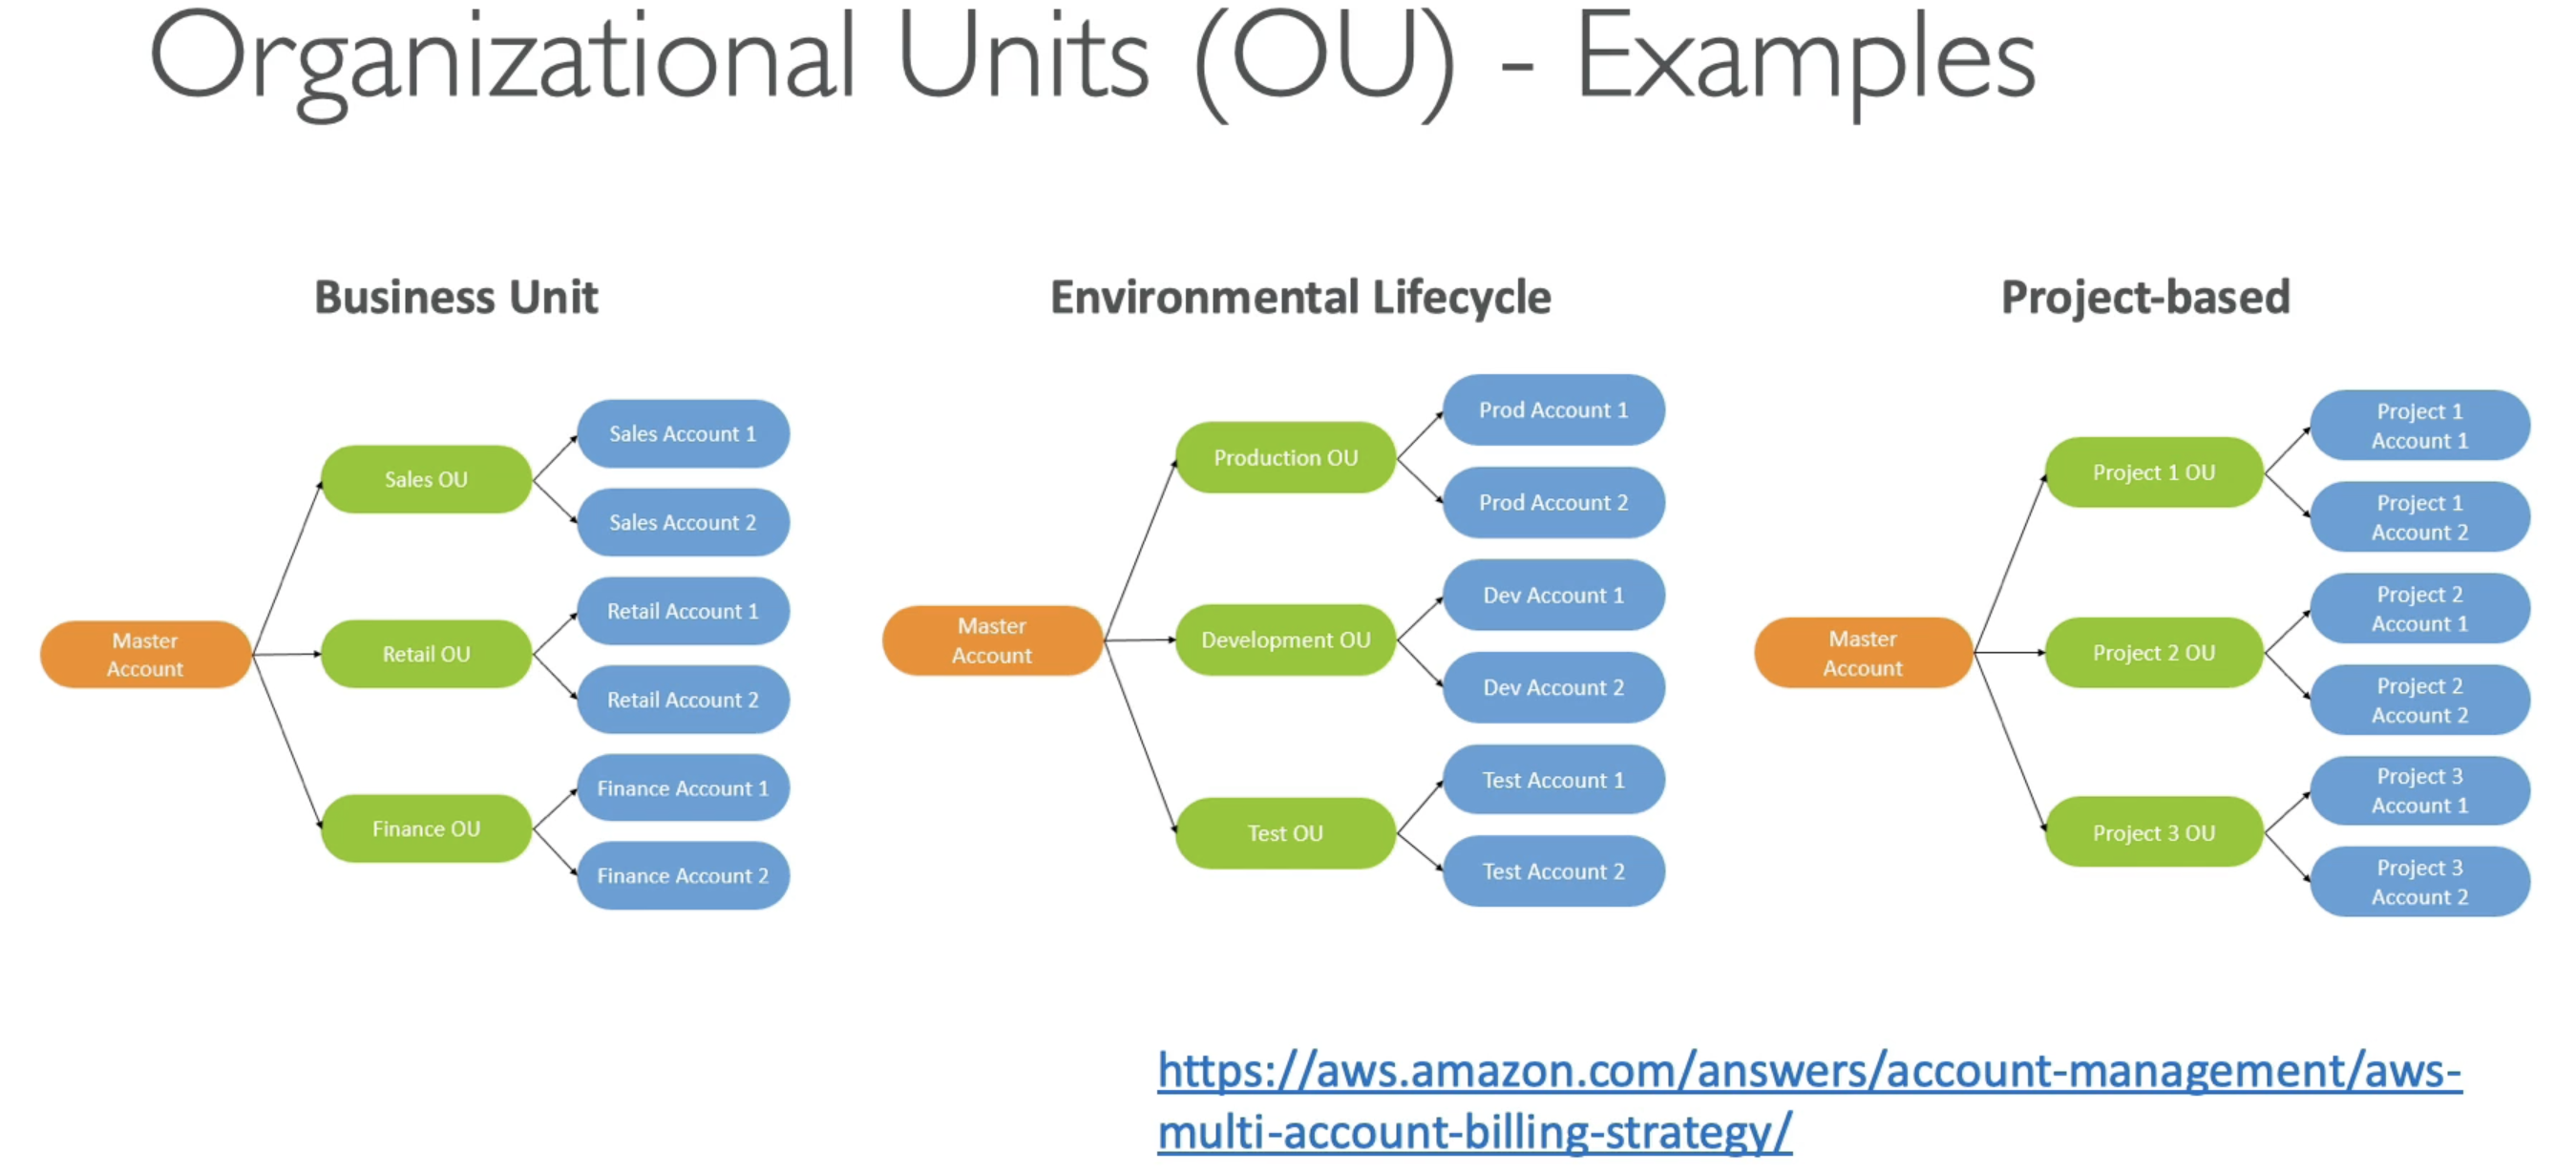 Organizational Units (OU) - Examples
Business Unit
Master
Account
Sales OU
Sales Account 1
Sales Account 2
Retail OU
Retail Account 1
Retail Account 2
Finance OU
Finance Account 1
Finance Account 2
Environmental Lifecycle
Master
Account
Production OU
Prod Account 1
Prod Account 2
Development OU
Dev Account 1
Dev Account 2
Test OU
Test Account 1
Test Account 2
Project-based
Master
Account
Project 1 OU
Project 1
Account 1
Project 1
Account 2
Project 2 OU
Project 2
Account 1
Project 2
Account 2
Project 3 OU
Project 3
Account 1
Project 3
Account 2
https://aws.amazon.com/answers/account-management/aws-
multi-account-billing-strategy/